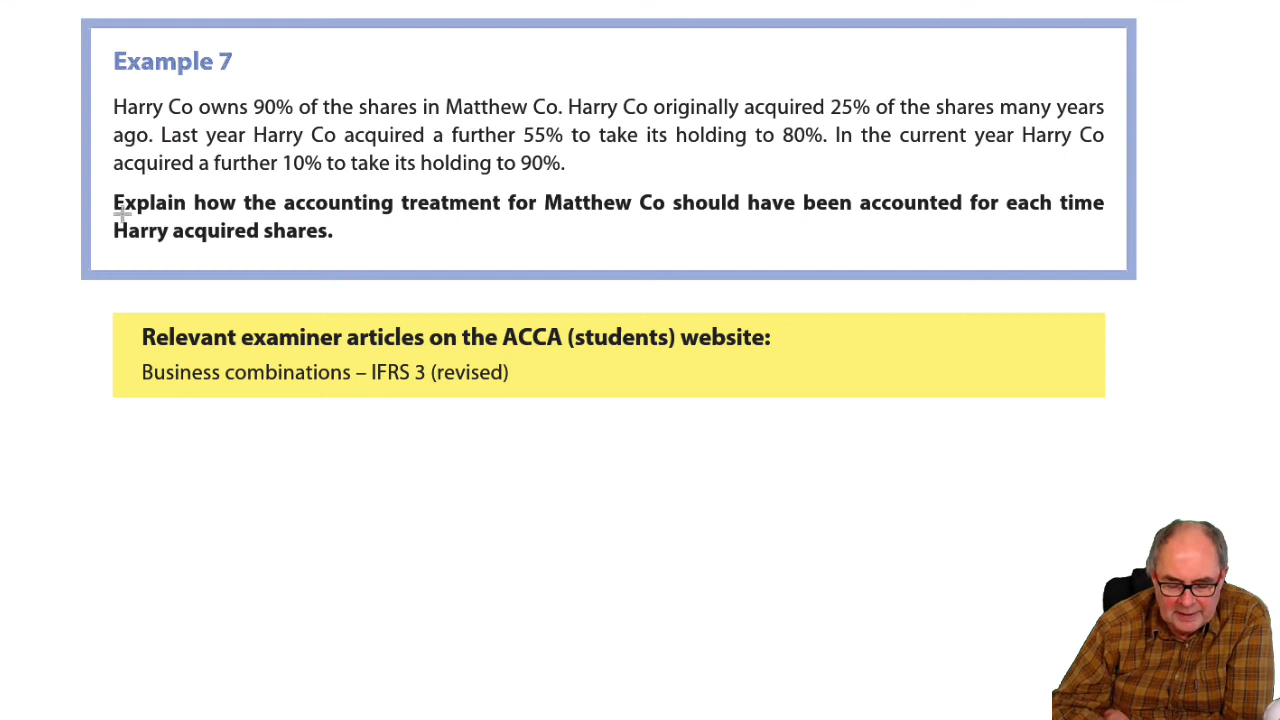 Example 7
Harry Co owns 90% of the shares in Matthew Co. Harry Co originally acquired 25% of the shares many years
ago. Last year Harry Co acquired a further 55% to take its holding to 80%. In the current year Harry Co
acquired a further 10% to take its holding to 90%.
Explain how the accounting treatment for Matthew Co should have been accounted for each time
Harry acquired shares.
Relevant examiner articles on the ACCA (students) website:
Business combinations – IFRS 3 (revised)